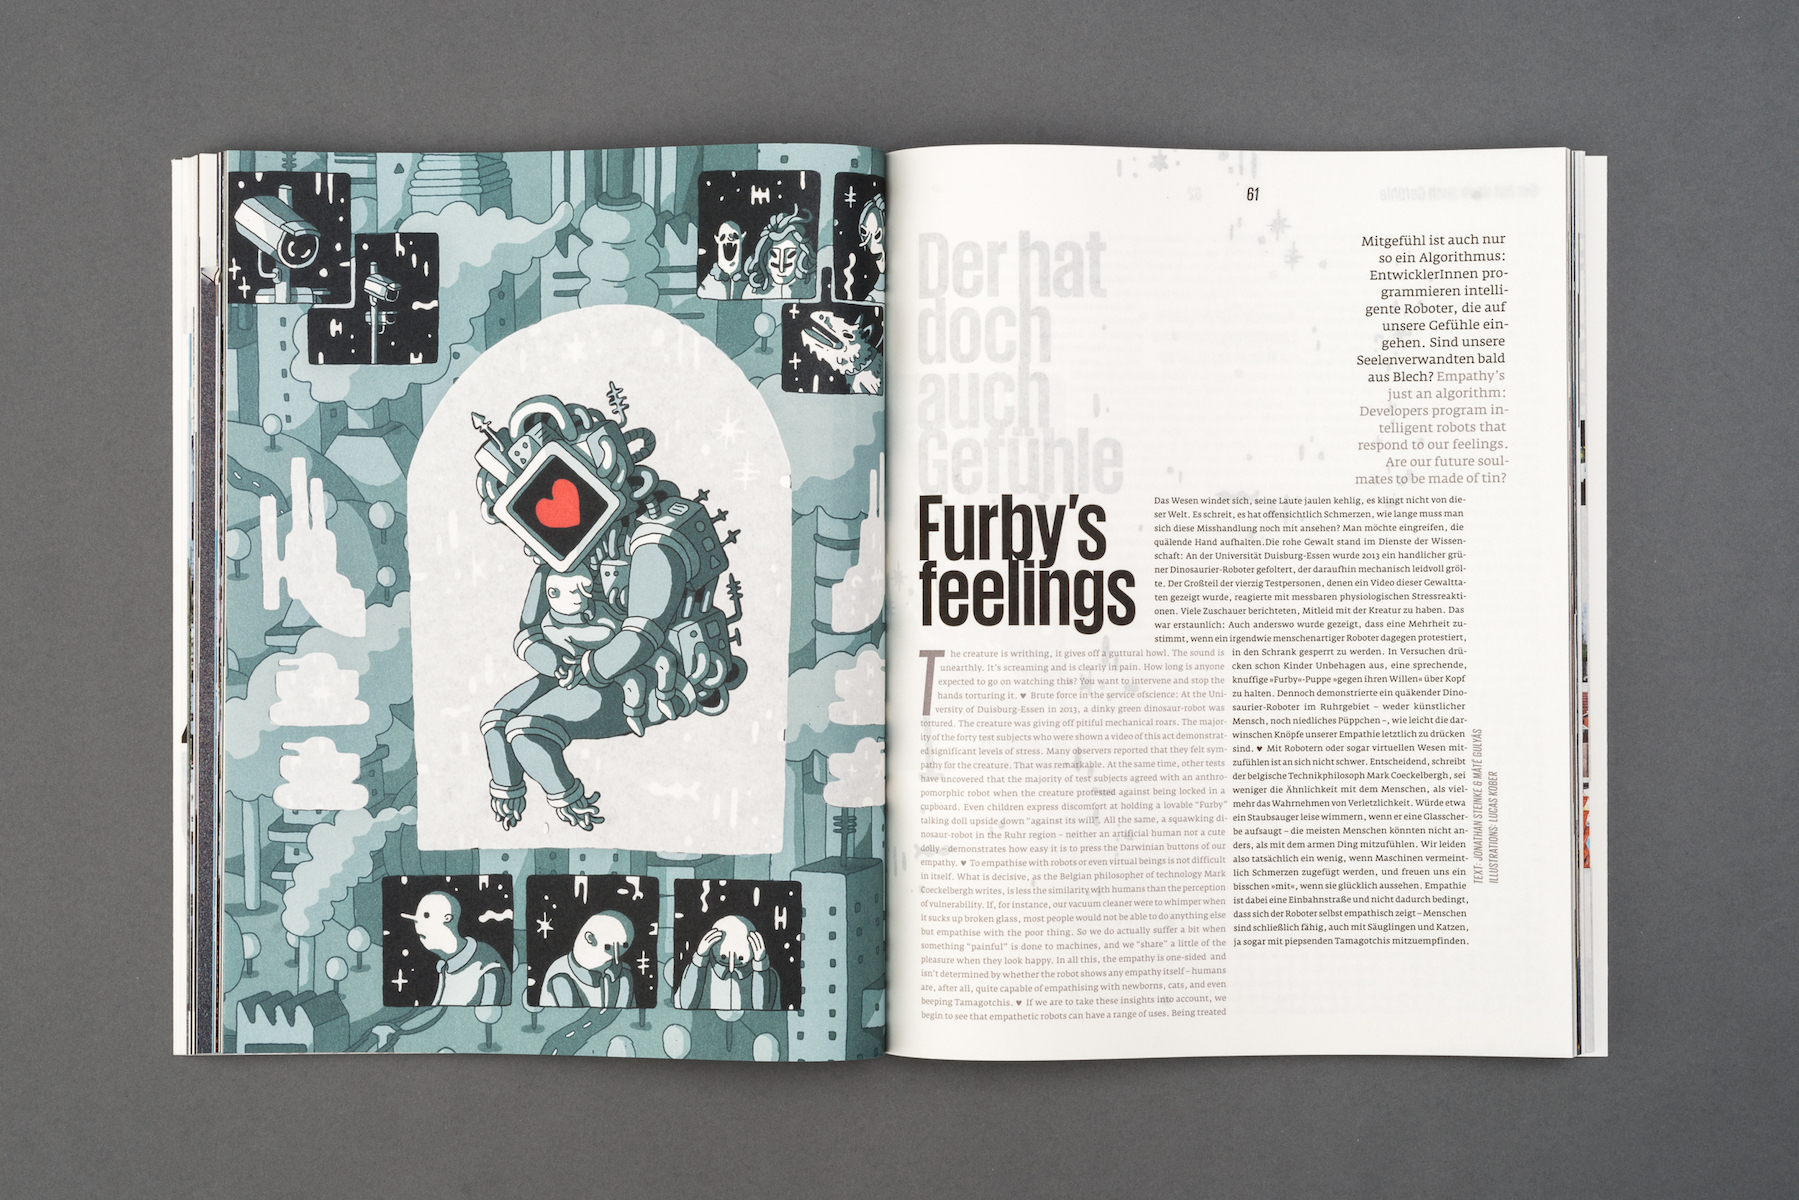 61
Der hat
doch
auch
Gefühle
Furby's
feelings
Mitgefühl ist auch nur
so ein Algorithmus:
EntwicklerInnen pro-
grammieren intelli-
gente Roboter, die auf
unsere Gefühle ein-
gehen. Sind unsere
Seelenverwandten bald
aus Blech? Empathy's
just an algorithm:
Developers program in-
telligent robots that
respond to our feelings.
Are our future soul-
mates to be made of tin?
The creature is writhing, it gives off a guttural howl. The sound is
unearthly. It's screaming and is clearly in pain. How long is anyone
expected to go on watching this? You want to intervene and stop the
hands torturing it. ♥ Brute force in the service ofscience: At the Uni-
versity of Duisburg-Essen in 2013, a dinky green dinosaur-robot was
tortured. The creature was giving off pitiful mechanical roars. The major-
ity of the forty test subjects who were shown a video of this act demonstrat-
ed significant levels of stress. Many observers reported that they felt sym-
pathy for the creature. That was remarkable. At the same time, other tests
have uncovered that the majority of test subjects agreed with an anthro-
pomorphic robot when the creature protested against being locked in a
cupboard. Even children express discomfort at holding a lovable "Furby"
talking doll upside down "against its will". All the same, a squawking di-
nosaur-robot in the Ruhr region – neither an artificial human nor a cute
dolly – demonstrates how easy it is to press the Darwinian buttons of our
empathy. ♥ To empathise with robots or even virtual beings is not difficult
in itself. What is decisive, as the Belgian philosopher of technology Mark
Coeckelbergh writes, is less the similarity with humans than the perception
of vulnerability. If, for instance, our vacuum cleaner were to whimper when
it sucks up broken glass, most people would not be able to do anything else
but empathise with the poor thing. So we do actually suffer a bit when
something "painful" is done to machines, and we "share" a little of the
pleasure when they look happy. In all this, the empathy is one-sided and
isn't determined by whether the robot shows any empathy itself – humans
are, after all, quite capable of empathising with newborns, cats, and even
beeping Tamagotchis. ♥ If we are to take these insights into account, we
begin to see that empathetic robots can have a range of uses. Being treated
Das Wesen windet sich, seine Laute jaulen kehlig, es klingt nicht von die-
ser Welt. Es schreit, es hat offensichtlich Schmerzen, wie lange muss man
sich diese Misshandlung noch mit ansehen? Man möchte eingreifen, die
quälende Hand aufhalten.Die rohe Gewalt stand im Dienste der Wissen-
schaft: An der Universität Duisburg-Essen wurde 2013 ein handlicher grü-
ner Dinosaurier-Roboter gefoltert, der daraufhin mechanisch leidvoll gröl-
te. Der Großteil der vierzig Testpersonen, denen ein Video dieser Gewaltta-
ten gezeigt wurde, reagierte mit messbaren physiologischen Stressreakti-
onen. Viele Zuschauer berichteten, Mitleid mit der Kreatur zu haben. Das
war erstaunlich: Auch anderswo wurde gezeigt, dass eine Mehrheit zu-
stimmt, wenn ein irgendwie menschenartiger Roboter dagegen protestiert,
in den Schrank gesperrt zu werden. In Versuchen drü-
cken schon Kinder Unbehagen aus, eine sprechende,
knuffige »Furby«-Puppe »gegen ihren Willen« über Kopf
zu halten. Dennoch demonstrierte ein quäkender Dino-
saurier-Roboter im Ruhrgebiet – weder künstlicher
Mensch, noch niedliches Püppchen –, wie leicht die dar-
winschen Knöpfe unserer Empathie letztlich zu drücken
sind. ♥ Mit Robotern oder sogar virtuellen Wesen mit-
zufühlen ist an sich nicht schwer. Entscheidend, schreibt
der belgische Technikphilosoph Mark Coeckelbergh, sei
weniger die Ähnlichkeit mit dem Menschen, als viel-
mehr das Wahrnehmen von Verletzlichkeit. Würde etwa
ein Staubsauger leise wimmern, wenn er eine Glasscher-
be aufsaugt – die meisten Menschen könnten nicht an-
ders, als mit dem armen Ding mitzufühlen. Wir leiden
also tatsächlich ein wenig, wenn Maschinen vermeint-
lich Schmerzen zugefügt werden, und freuen uns ein
bisschen »mit«, wenn sie glücklich aussehen. Empathie
ist dabei eine Einbahnstraße und nicht dadurch bedingt,
dass sich der Roboter selbst empathisch zeigt – Menschen
sind schließlich fähig, auch mit Säuglingen und Katzen,
ja sogar mit piepsenden Tamagotchis mitzuempfinden.
TEXT: JONATHAN STEINKE & MÁTÉ GULYÁS
ILLUSTRATIONS: LUCAS KOBER